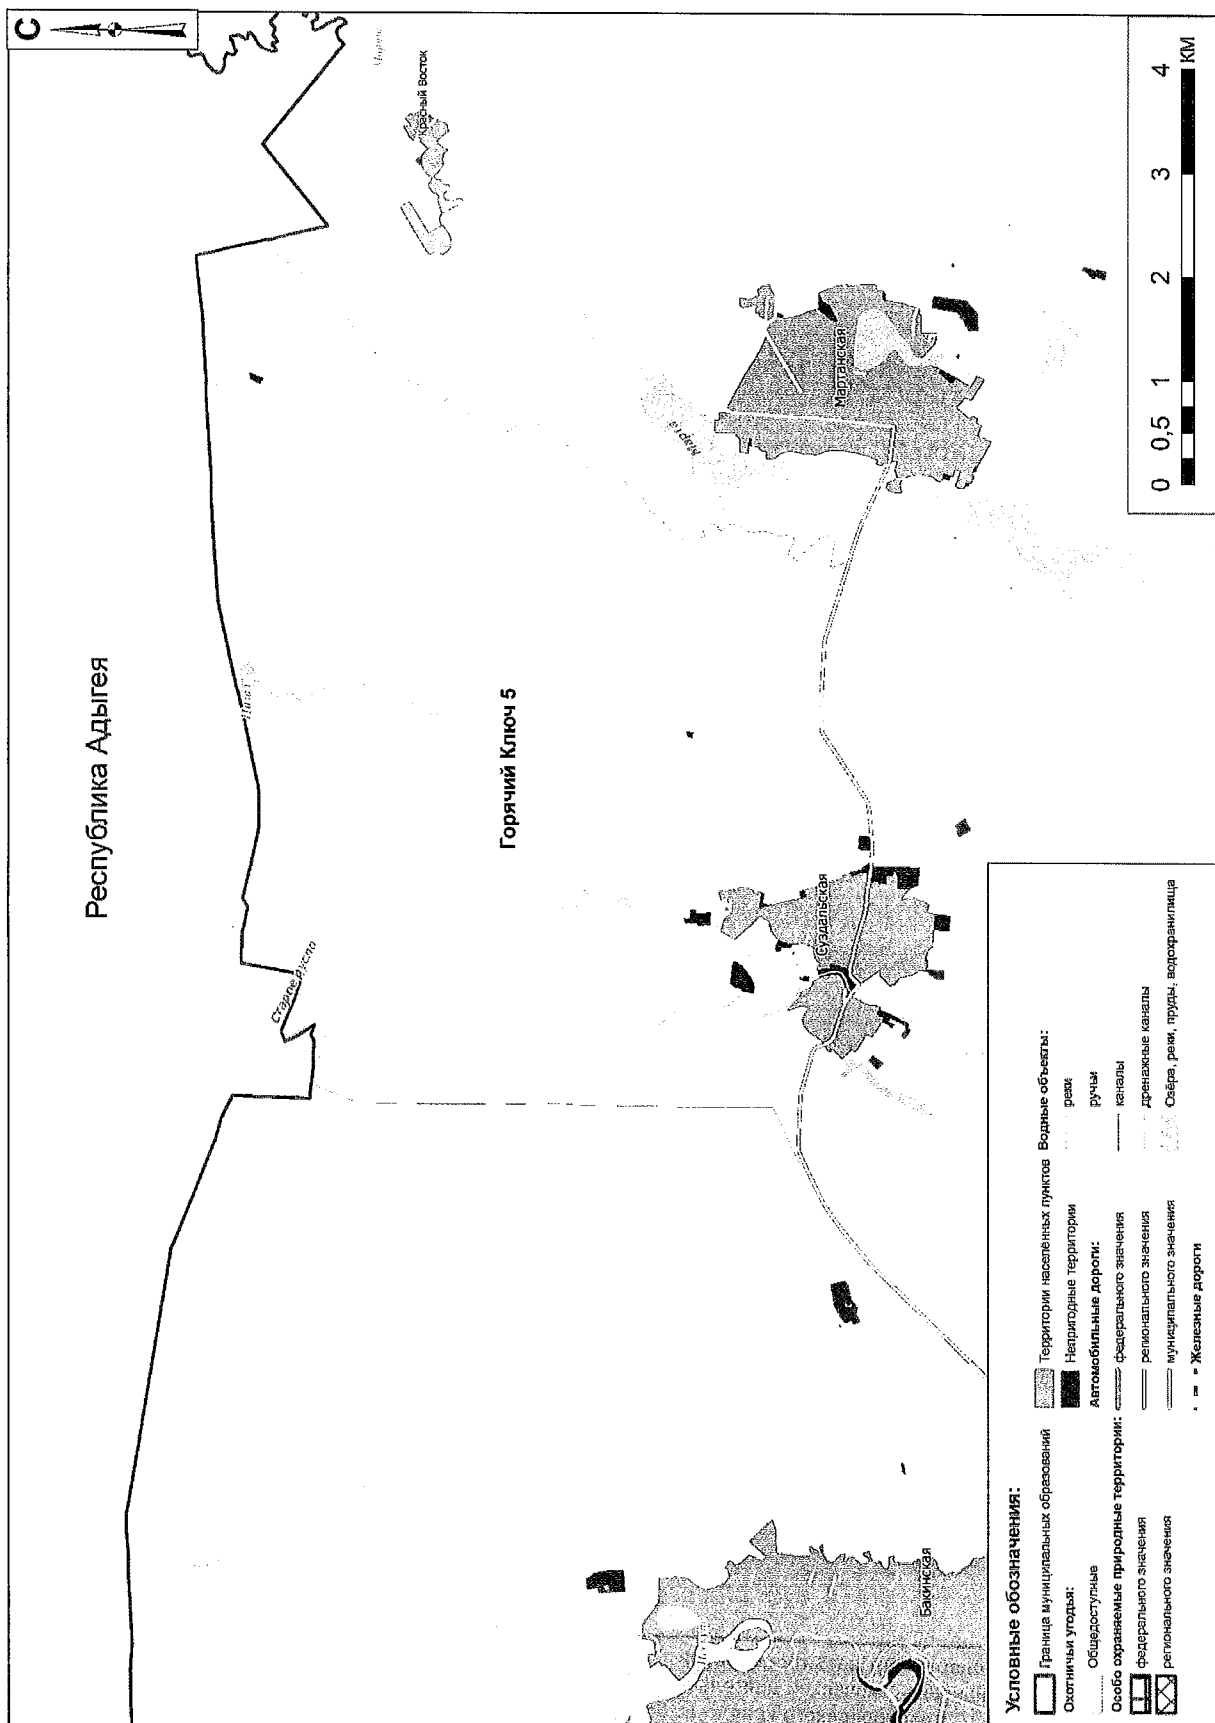 С
Республика Адыгея
Старые Русло
Красный Восток
Горячий Ключ 5
Марта
Мартанская
Суздальская
Бакинская
Условные обозначения:
Граница муниципальных образований
Охотничьи угодья:
Общедоступные
Особо охраняемые природные территории:
федерального значения
регионального значения
Территории населённых пунктов
Непригодные территории
Автомобильные дороги:
федерального значения
регионального значения
муниципального значения
Железные дороги
Водные объекты:
реки
ручьи
каналы
дренажные каналы
Озёра, реки, пруды, водохранилища
0 0,5 1 2 3 4
КМ